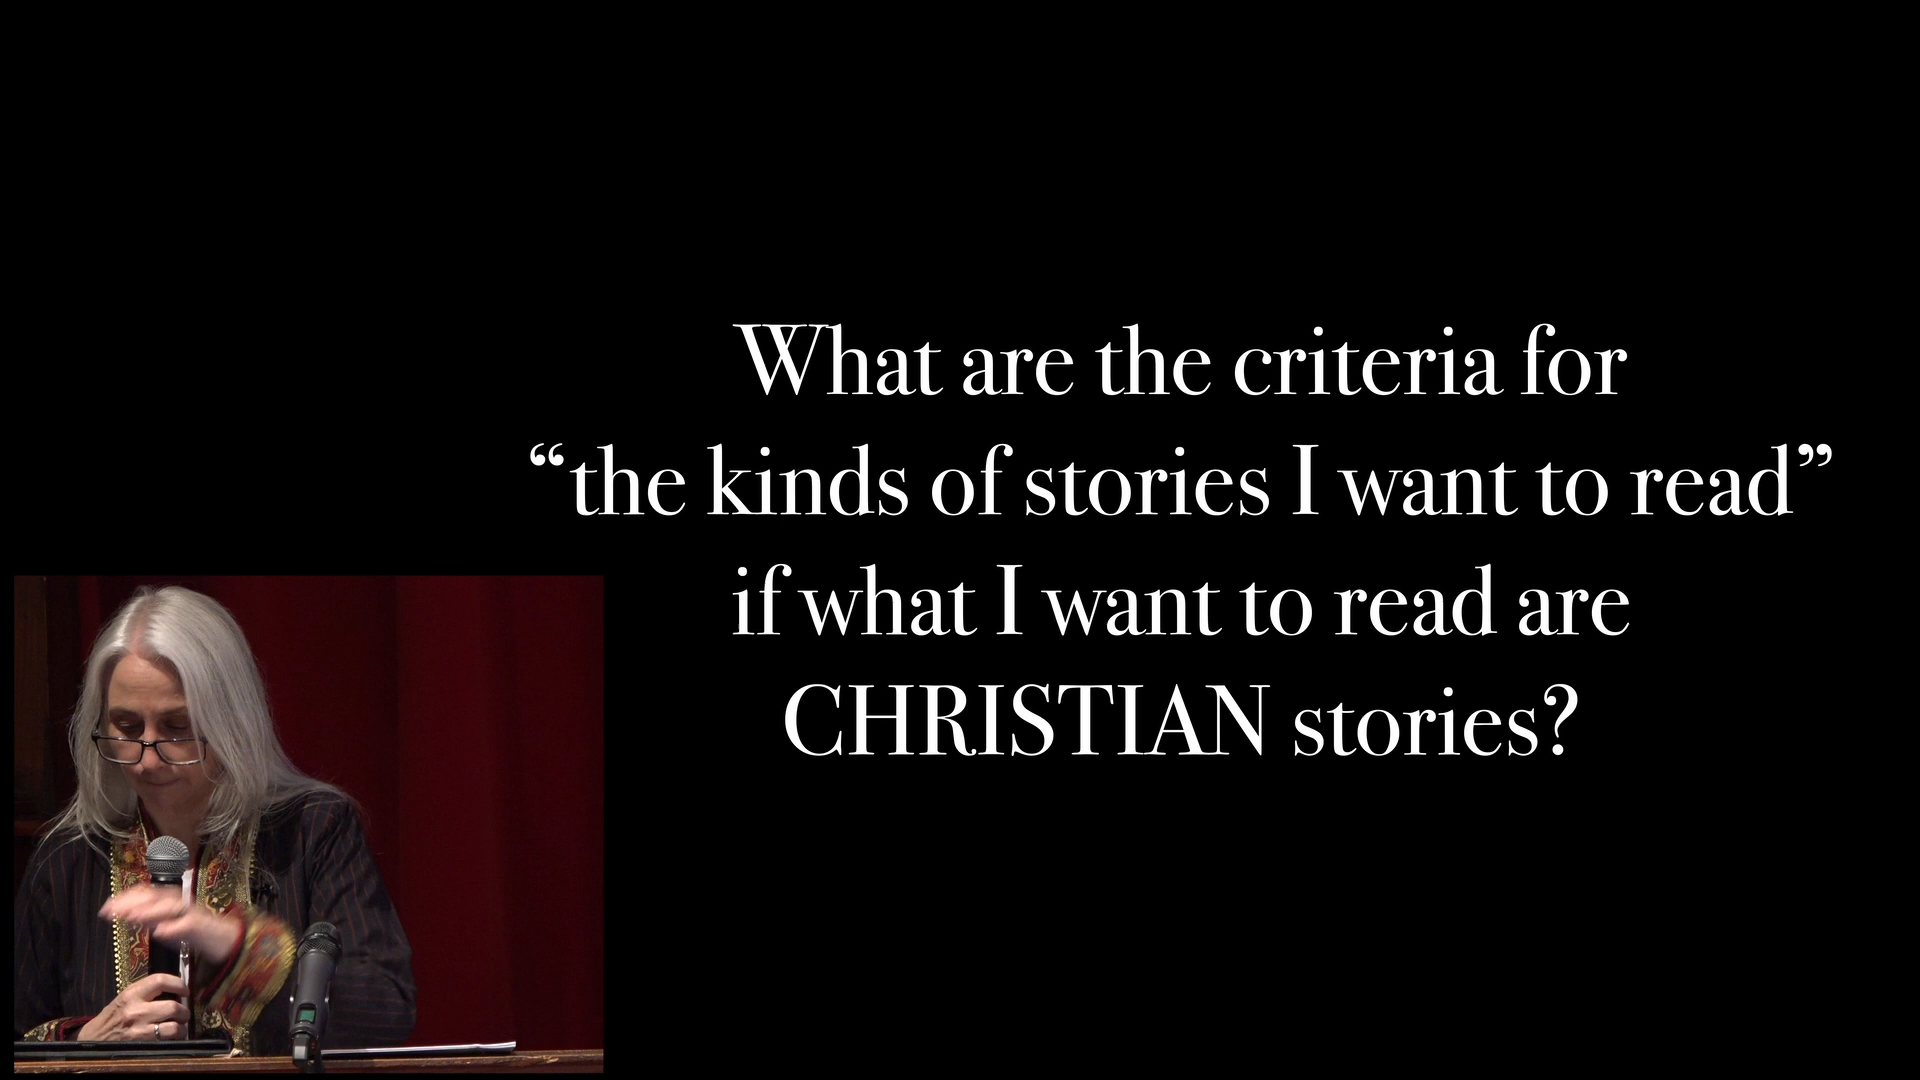 What are the criteria for
“the kinds of stories I want to read”
if what I want to read are
CHRISTIAN stories?